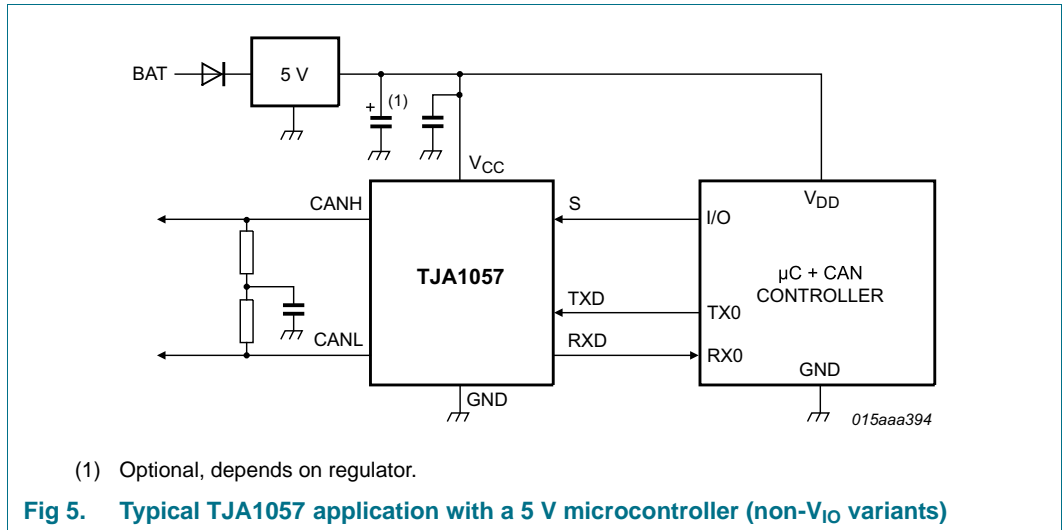 BAT
5 V
+
(1)
VCC
CANH
S
I/O
VDD
TJA1057
µC + CAN
CONTROLLER
TXD
TX0
CANL
RXD
RX0
GND
GND
015aaa394
(1) Optional, depends on regulator.
Fig 5. Typical TJA1057 application with a 5 V microcontroller (non-VIO variants)